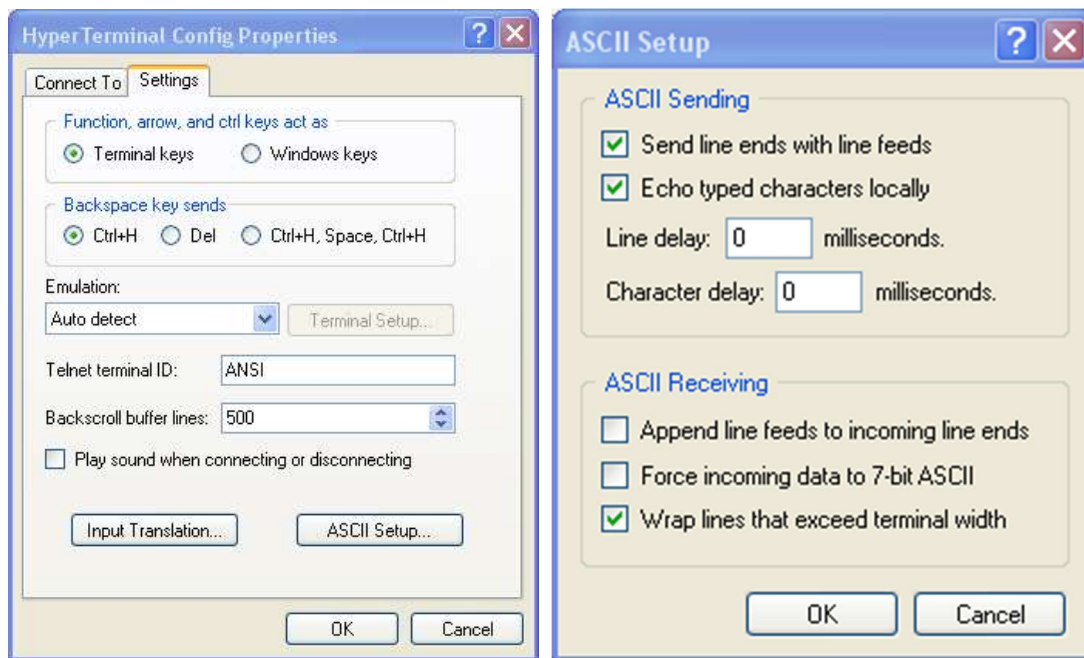 HyperTerminal Config Properties
Connect To
Settings
Function, arrow, and ctrl keys act as
Terminal keys
Windows keys
Backspace key sends
Ctrl+H
Del
Ctrl+H, Space, Ctrl+H
Emulation:
Auto detect
Terminal Setup...
Telnet terminal ID:
ANSI
Backscroll buffer lines:
500
Play sound when connecting or disconnecting
Input Translation...
ASCII Setup...
OK
Cancel
ASCII Setup
ASCII Sending
Send line ends with line feeds
Echo typed characters locally
Line delay: 0 milliseconds.
Character delay: 0 milliseconds.
ASCII Receiving
Append line feeds to incoming line ends
Force incoming data to 7-bit ASCII
Wrap lines that exceed terminal width
OK
Cancel